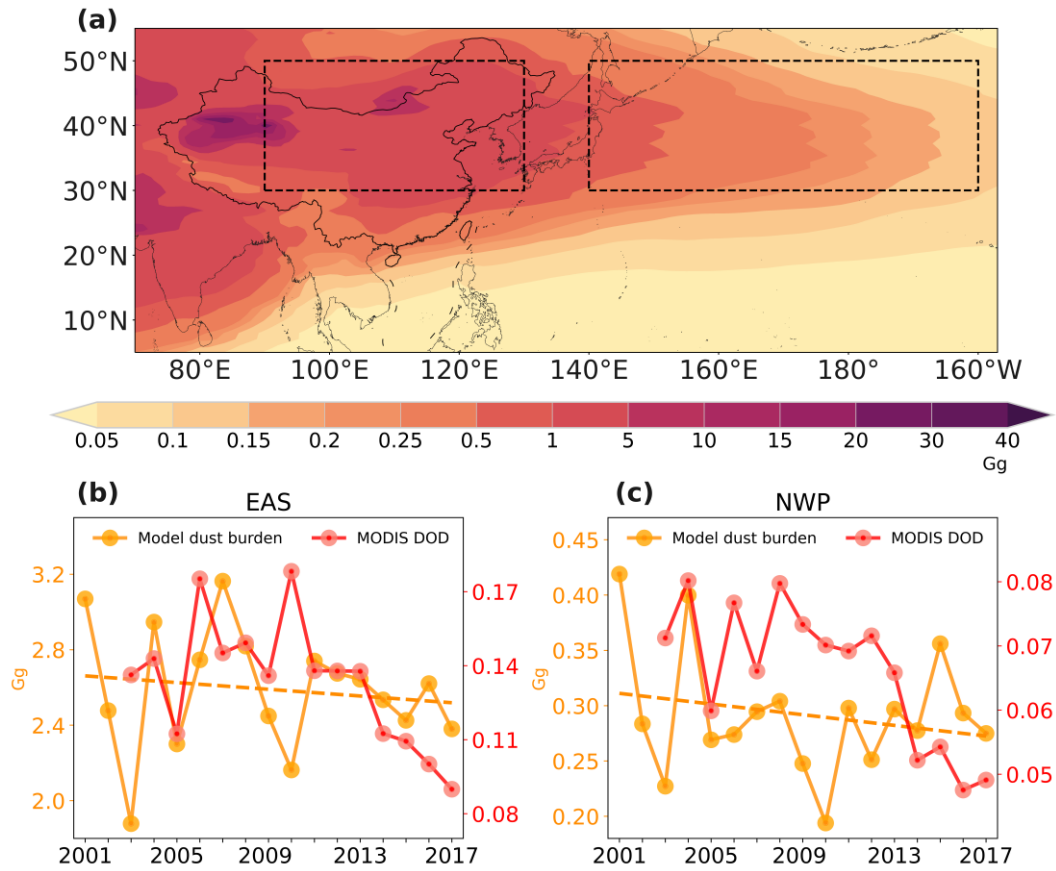 (a)
50°N
40°N
30°N
20°N
10°N
80°E 100°E 120°E 140°E 160°E 180° 160°W
0.05 0.1 0.15 0.2 0.25 0.5 1 5 10 15 20 30 40
Gg
(b) EAS
Model dust burden MODIS DOD
3.2
2.8
2.4
2.0
Gg
0.17
0.14
0.11
0.08
2001 2005 2009 2013 2017
(c) NWP
Model dust burden MODIS DOD
0.45
0.40
0.35
0.30
0.25
0.20
Gg
0.08
0.07
0.06
0.05
2001 2005 2009 2013 2017